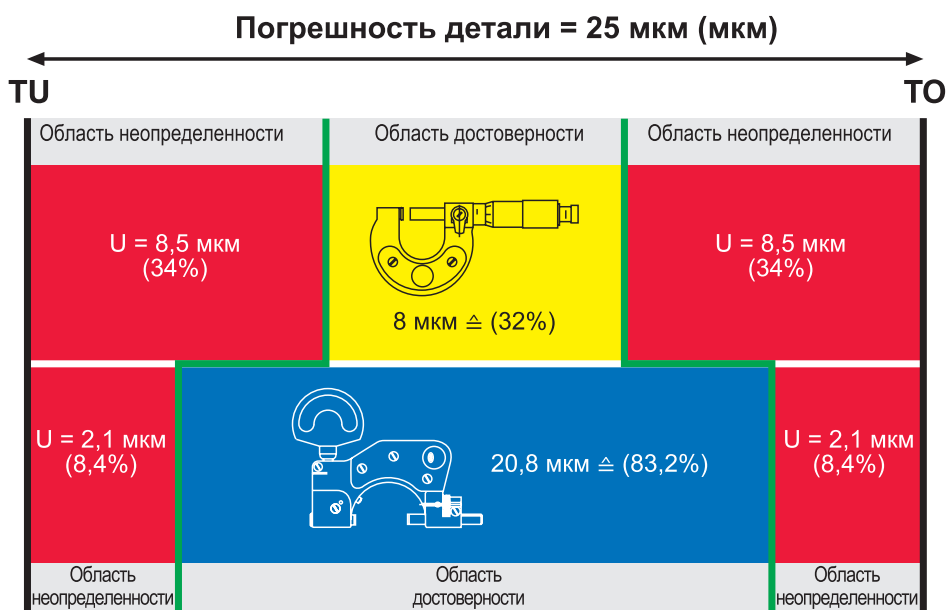 Погрешность детали = 25 мкм (мкм)
TU
TO
Область неопределенности
Область достоверности
Область неопределенности
U = 8,5 мкм
(34%)
8 мкм ≙ (32%)
U = 8,5 мкм
(34%)
U = 2,1 мкм
(8,4%)
20,8 мкм ≙ (83,2%)
U = 2,1 мкм
(8,4%)
Область
неопределенности
Область
достоверности
Область
неопределенности